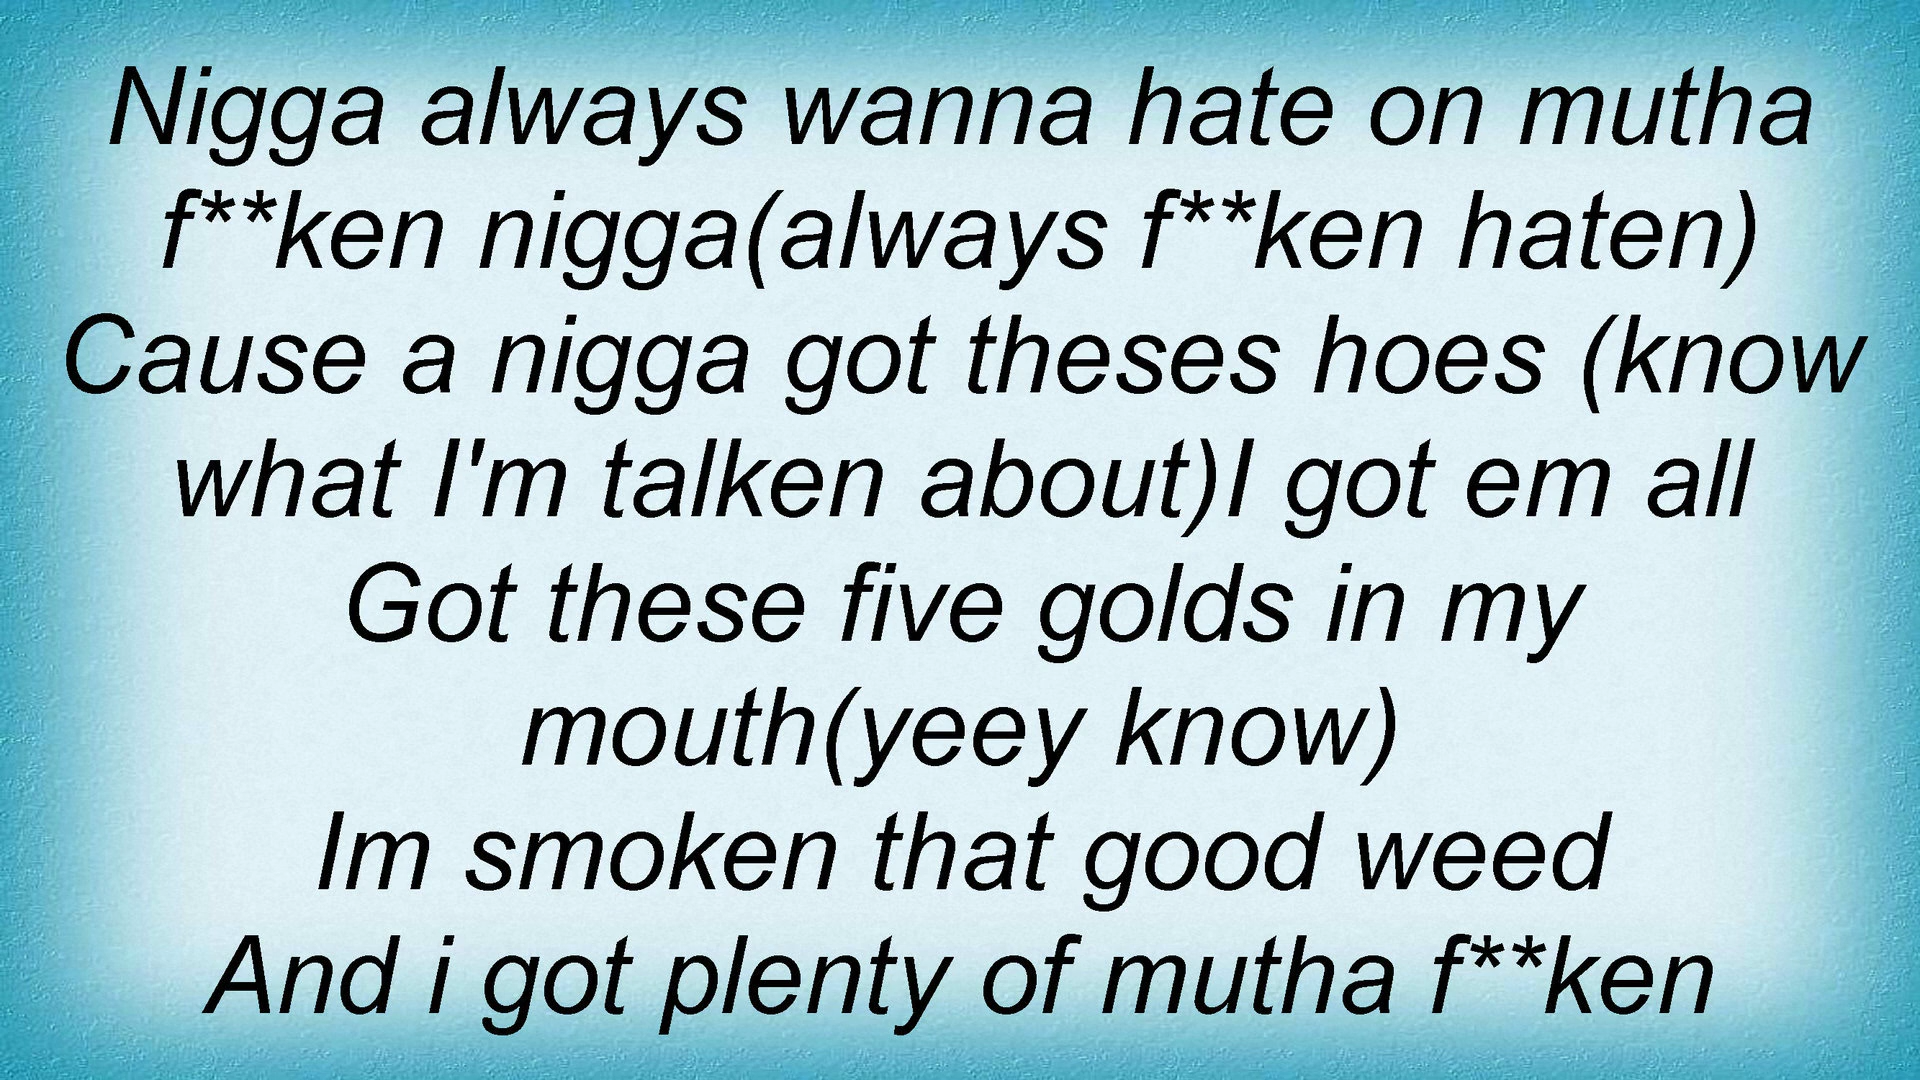 Nigga always wanna hate on mutha
f**ken nigga(always f**ken haten)
Cause a nigga got theses hoes (know
what I'm talken about)I got em all
Got these five golds in my
mouth(yeey know)
Im smoken that good weed
And i got plenty of mutha f**ken